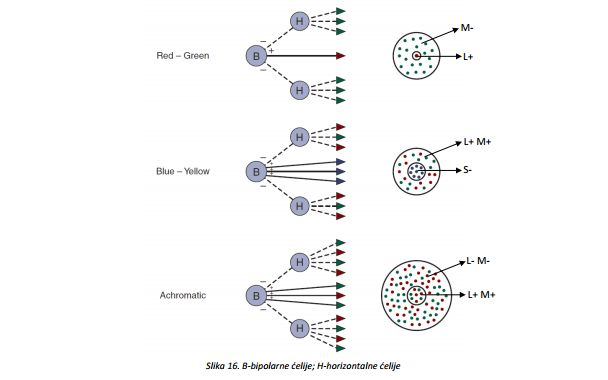 H
M-
Red – Green
B
L+
H
H
L+ M+
Blue – Yellow
B
S-
H
H
L- M-
Achromatic
B
L+ M+
H
Slika 16. B-bipolarne ćelije; H-horizontalne ćelije